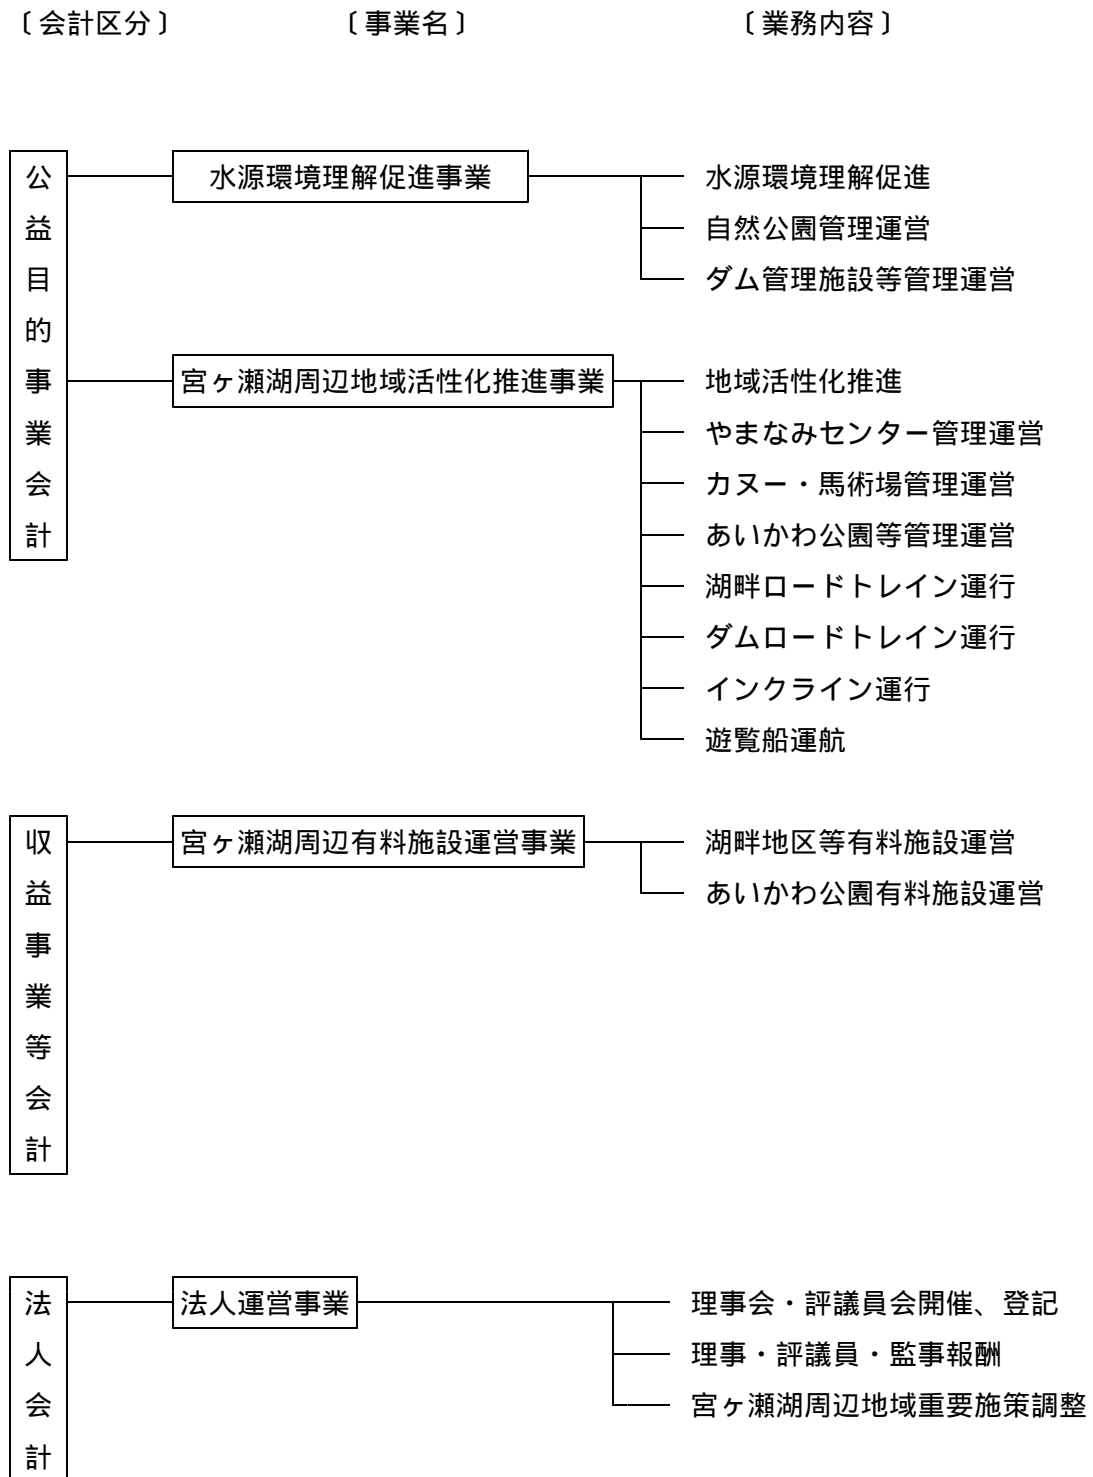 〔会計区分〕 〔事業名〕 〔業務内容〕
公益目的事業会計
水源環境理解促進事業
水源環境理解促進
自然公園管理運営
ダム管理施設等管理運営
宮ヶ瀬湖周辺地域活性化推進事業
地域活性化推進
やまなみセンター管理運営
カヌー・馬術場管理運営
あいかわ公園等管理運営
湖畔ロードトレイン運行
ダムロードトレイン運行
インクライン運行
遊覧船運航
収益事業等会計
宮ヶ瀬湖周辺有料施設運営事業
湖畔地区等有料施設運営
あいかわ公園有料施設運営
法人会計
法人運営事業
理事会・評議員会開催、登記
理事・評議員・監事報酬
宮ヶ瀬湖周辺地域重要施策調整